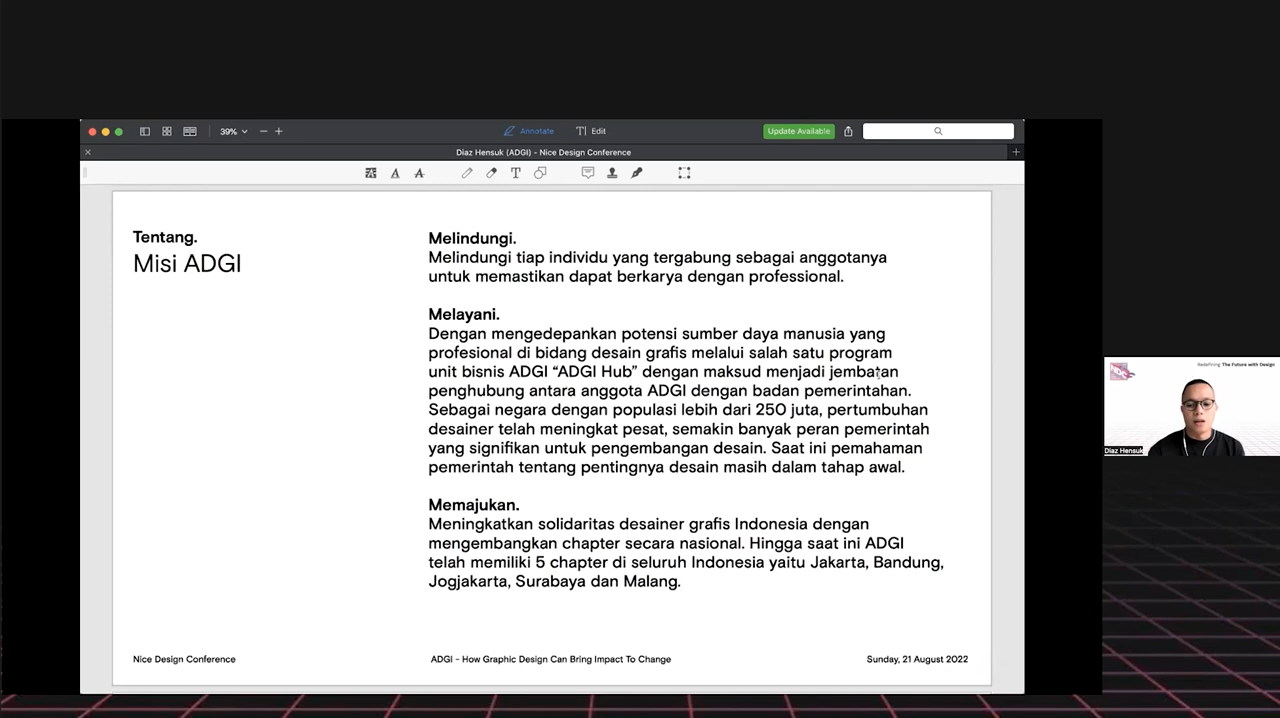 39%
Annotate
Edit
Update Available
Diaz Hensuk (ADGI) - Nice Design Conference
Tentang.
Misi ADGI
Melindungi.
Melindungi tiap individu yang tergabung sebagai anggotanya
untuk memastikan dapat berkarya dengan professional.
Melayani.
Dengan mengedepankan potensi sumber daya manusia yang
profesional di bidang desain grafis melalui salah satu program
unit bisnis ADGI “ADGI Hub” dengan maksud menjadi jembatan
penghubung antara anggota ADGI dengan badan pemerintahan.
Sebagai negara dengan populasi lebih dari 250 juta, pertumbuhan
desainer telah meningkat pesat, semakin banyak peran pemerintah
yang signifikan untuk pengembangan desain. Saat ini pemahaman
pemerintah tentang pentingnya desain masih dalam tahap awal.
Memajukan.
Meningkatkan solidaritas desainer grafis Indonesia dengan
mengembangkan chapter secara nasional. Hingga saat ini ADGI
telah memiliki 5 chapter di seluruh Indonesia yaitu Jakarta, Bandung,
Jogjakarta, Surabaya dan Malang.
Nice Design Conference
ADGI - How Graphic Design Can Bring Impact To Change
Sunday, 21 August 2022
Redefining The Future with Design
Diaz Hensuk